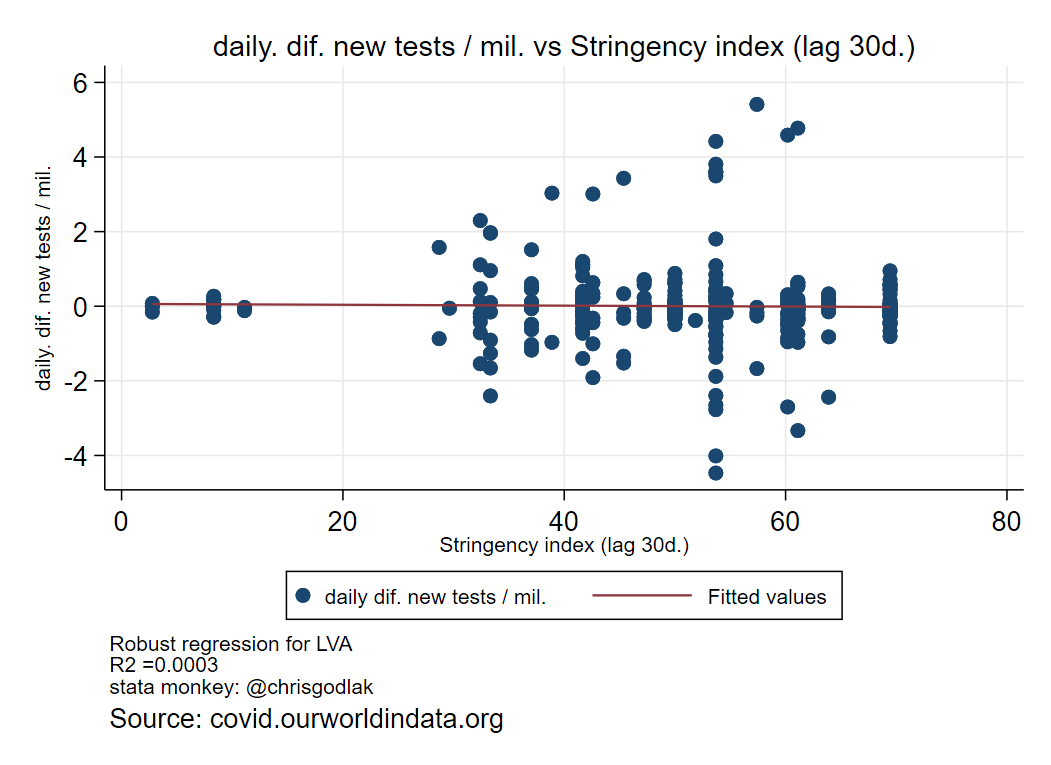 daily. dif. new tests / mil. vs Stringency index (lag 30d.)
daily. dif. new tests / mil.
6
4
2
0
-2
-4
0 20 40 60 80
Stringency index (lag 30d.)
daily dif. new tests / mil. Fitted values
Robust regression for LVA
R2 =0.0003
stata monkey: @chrisgodlak
Source: covid.ourworldindata.org